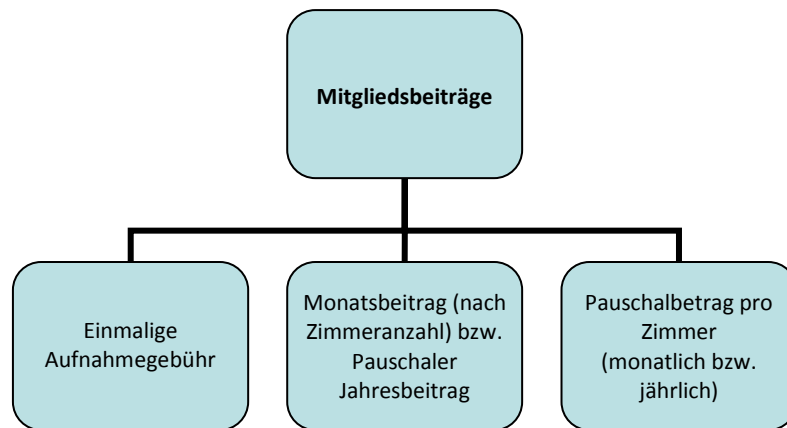 Mitgliedsbeiträge
Einmalige
Aufnahmegebühr
Monatsbeitrag (nach
Zimmeranzahl) bzw.
Pauschaler
Jahresbeitrag
Pauschalbetrag pro
Zimmer
(monatlich bzw.
jährlich)